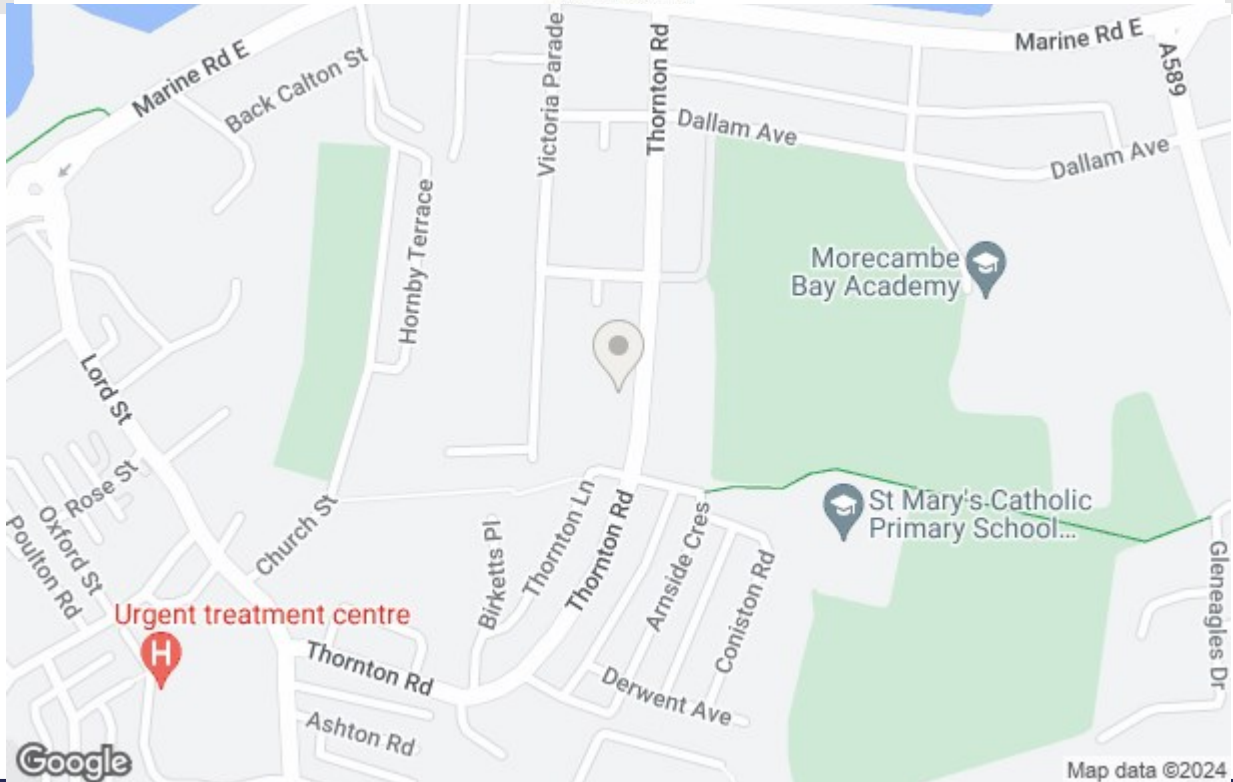 Marine Rd E
Back Calton St
Victoria Parade
Thornton Rd
Marine Rd E
A589
Dallam Ave
Dallam Ave
Hornby Terrace
Morecambe
Bay Academy
Lord St
Rose St
Oxford St
Poulton Rd
Church St
Birketts Pl
Thornton Ln
Thornton Rd
Arnside Cres
Coniston Rd
St Mary's Catholic
Primary School...
Gleneagles Dr
Urgent treatment centre
H
Thornton Rd
Derwent Ave
Ashton Rd
Google
Map data ©2024